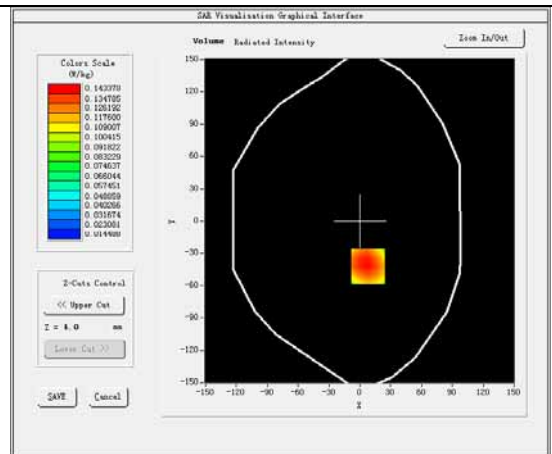 SAR Visualisation Graphical Interface
Volume Radiated Intensity
Zoom In/Out
Colors Scale
(W/kg)
0.143378
0.134785
0.126192
0.117600
0.109007
0.100415
0.091822
0.083229
0.074637
0.066044
0.057451
0.048859
0.040266
0.031674
0.023081
0.014488
150
120
90
60
30
0
-30
-60
-90
-120
-150
Y
-150 -120 -90 -60 -30 0 30 60 90 120 150
X
Z-Cuts Control
<< Upper Cut
Z = 4.0 mm
Lower Cut >>
SAVE Cancel